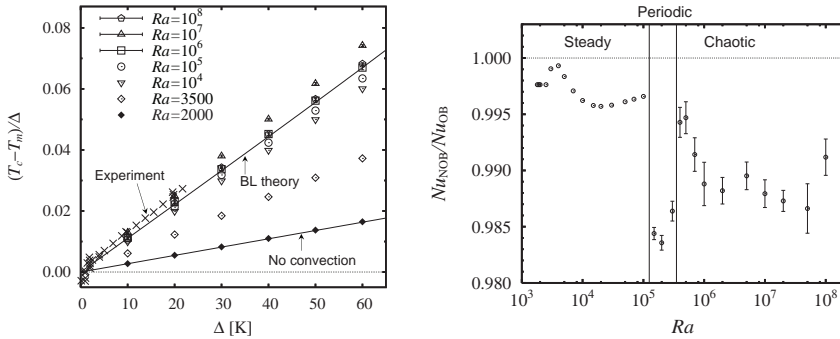 (T_c−T_m)/Δ
0.08
0.06
0.04
0.02
0.00
Ra=10^8
Ra=10^7
Ra=10^6
Ra=10^5
Ra=10^4
Ra=3500
Ra=2000
Experiment
BL theory
No convection
0 10 20 30 40 50 60
Δ [K]
Periodic
Steady Chaotic
Nu_NOB/Nu_OB
1.000
0.995
0.990
0.985
0.980
10^3 10^4 10^5 10^6 10^7 10^8
Ra